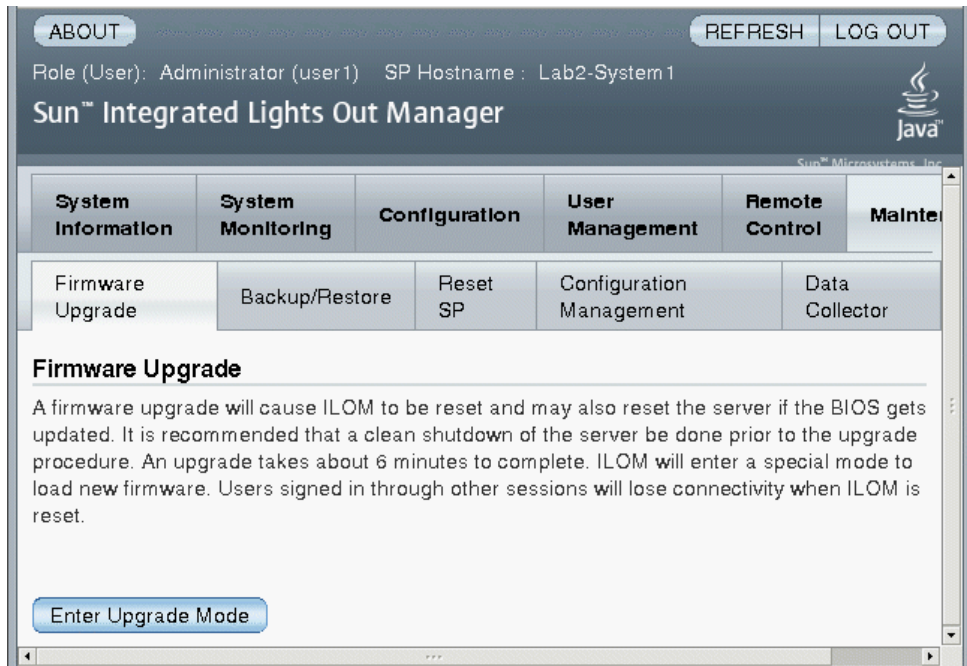 ABOUT REFRESH LOG OUT
Role (User): Administrator (user1) SP Hostname : Lab2-System1
Sun™ Integrated Lights Out Manager
Java™
Sun™ Microsystems, Inc
System Information
System Monitoring
Configuration
User Management
Remote Control
Mainte
Firmware Upgrade
Backup/Restore
Reset SP
Configuration Management
Data Collector
Firmware Upgrade
A firmware upgrade will cause ILOM to be reset and may also reset the server if the BIOS gets
updated. It is recommended that a clean shutdown of the server be done prior to the upgrade
procedure. An upgrade takes about 6 minutes to complete. ILOM will enter a special mode to
load new firmware. Users signed in through other sessions will lose connectivity when ILOM is
reset.
Enter Upgrade Mode